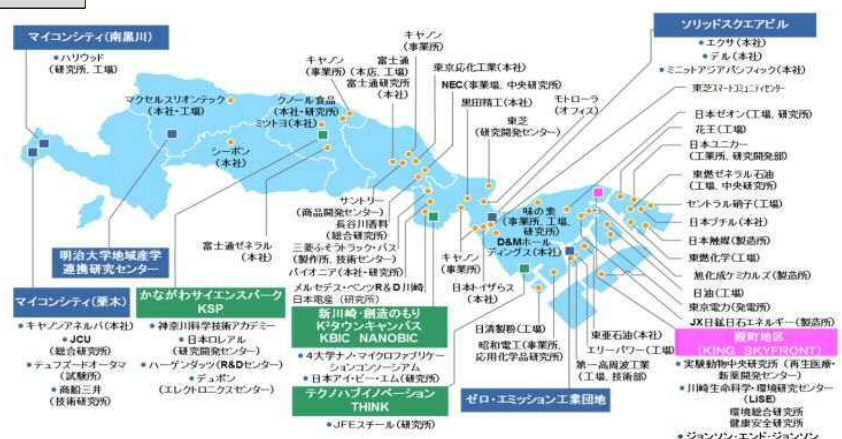 マイコンシティ(南黒川)
●ハリウッド
(研究所、工場)
マクセルスリオンテック
(本社・工場)
シーボン
(本社)
クノール食品
(本社・研究所)
ミツトヨ(本社)
キヤノン
(事業所)
富士通
(本店、工場)
富士通研究所
(本社)
キヤノン
(事業所)
東京応化工業(本社)
NEC(事業場、中央研究所)
黒田精工(本社)
東芝
(研究開発センター)
モトローラ
(オフィス)
ソリッドスクエアビル
●エクサ(本社)
●デル(本社)
●ミニットアジアパシフィック(本社)
東芝スマートコミュニティセンター
日本ゼオン(工場、研究所)
花王(工場)
日本ユニカー
(工業所、研究開発部)
東燃ゼネラル石油
(工場、中央研究所)
セントラル硝子(工場)
日本ブチル(本社)
日本触媒(製造所)
東燃化学(工場)
旭化成ケミカルズ(製造所)
日油(工場)
東京電力(発電所)
JX日鉱日石エネルギー(製造所)
味の素
(事業所、工場、
研究所)
D&Mホール
ディングス(本社)
サントリー
(商品開発センター)
長谷川香料
(総合研究所)
三菱ふそうトラック・バス
(製作所、技術センター)
パイオニア(本社・研究所)
メルセデス・ベンツR&D川崎
日本電産(研究所)
富士通ゼネラル
(本社)
キヤノン
(事業所)
日本トイザらス
(本社)
明治大学地域産学
連携研究センター
マイコンシティ(栗木)
●キヤノンアネルバ(本社)
●JCU
(総合研究所)
●テュフズードオータマ
(試験所)
●商船三井
(技術研究所)
かながわサイエンスパーク
KSP
●神奈川科学技術アカデミー
●日本ロレアル
(研究開発センター)
●ハーゲンダッツ(R&Dセンター)
●デュポン
(エレクトロニクスセンター)
新川崎・創造のもり
K²タウンキャンパス
KBIC NANOBIC
●4大学ナノ・マイクロファブリケー
ションコンソーシアム
●日本アイ・ビー・エム(研究所)
テクノハブイノベーション
THINK
●JFEスチール(研究所)
日清製粉(工場)
昭和電工(事業所、
応用化学品研究所)
東亜石油(本社)
エリーパワー(工場)
第一高周波工業
(工場、技術部)
ゼロ・エミッション工業団地
殿町地区
(KING SKYFRONT)
●実験動物中央研究所(再生医療・
新薬開発センター)
●川崎生命科学・環境研究センター
(LiSE)
環境総合研究所
健康安全研究所
●ジョンソン・エンド・ジョンソン